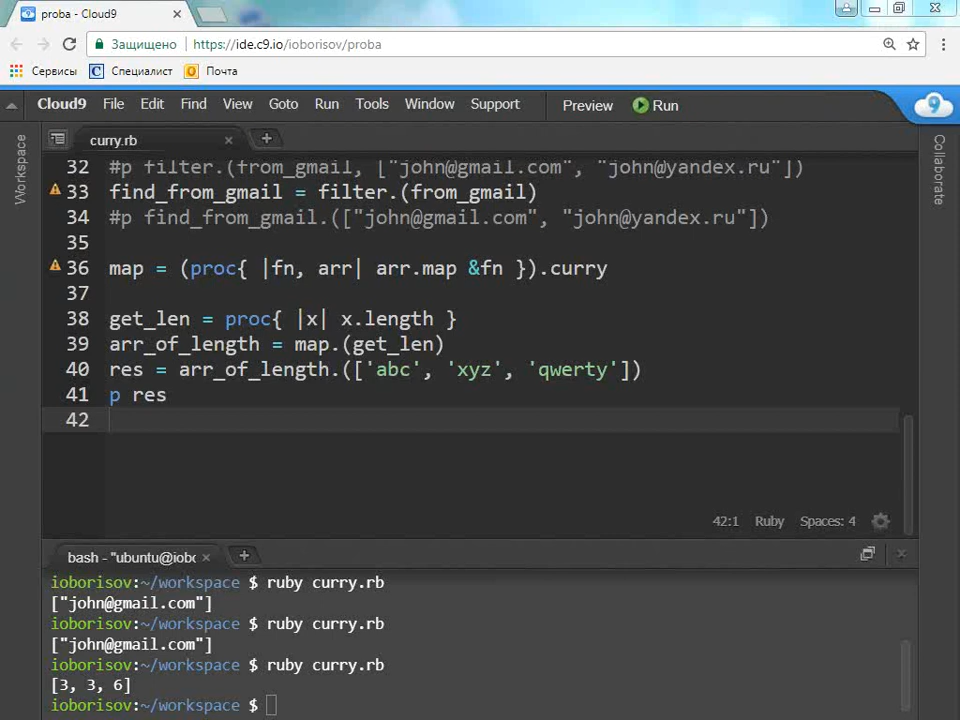 proba - Cloud9
Защищено https://ide.c9.io/ioborisov/proba
Сервисы Специалист Почта
Cloud9 File Edit Find View Goto Run Tools Window Support Preview Run
Workspace
Collaborate
curry.rb
32 #p filter.(from_gmail, ["john@gmail.com", "john@yandex.ru"])
33 find_from_gmail = filter.(from_gmail)
34 #p find_from_gmail.(["john@gmail.com", "john@yandex.ru"])
35
36 map = (proc{ |fn, arr| arr.map &fn }).curry
37
38 get_len = proc{ |x| x.length }
39 arr_of_length = map.(get_len)
40 res = arr_of_length.(['abc', 'xyz', 'qwerty'])
41 p res
42
42:1 Ruby Spaces: 4
bash - "ubuntu@iobc
ioborisov:~/workspace $ ruby curry.rb
["john@gmail.com"]
ioborisov:~/workspace $ ruby curry.rb
["john@gmail.com"]
ioborisov:~/workspace $ ruby curry.rb
[3, 3, 6]
ioborisov:~/workspace $